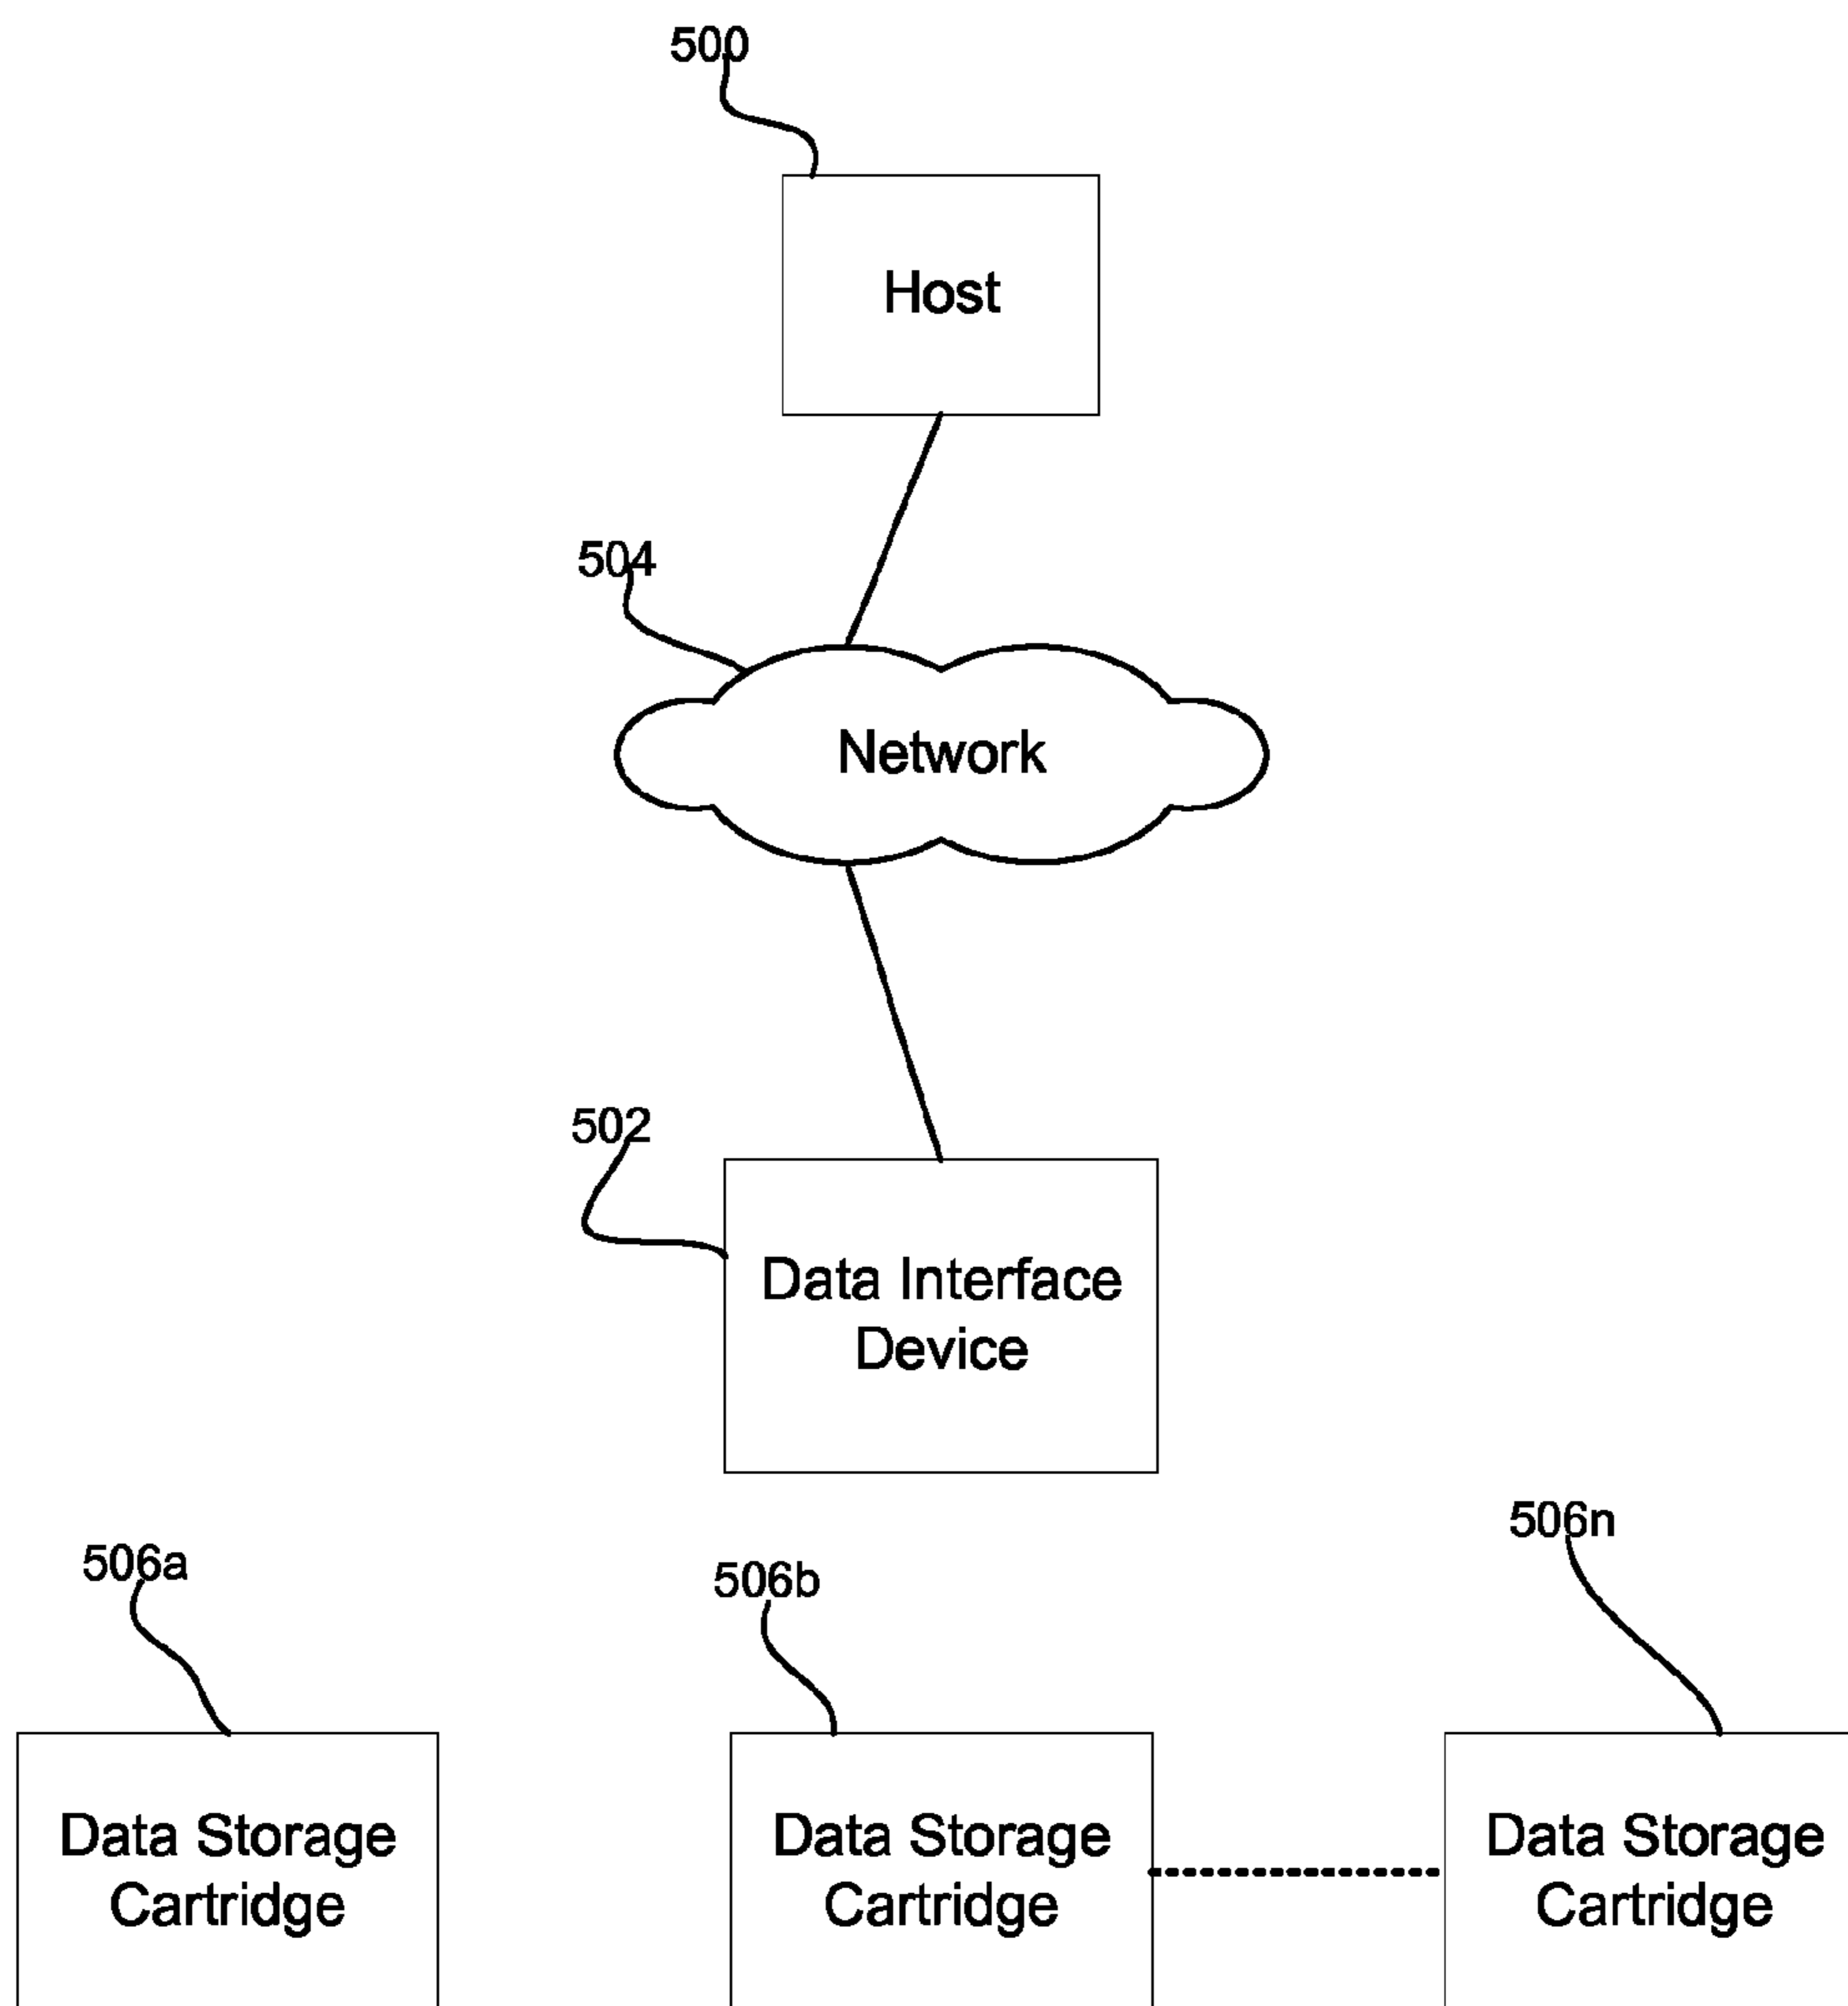 500
Host
504
Network
502
Data Interface
Device
506a
506b
506n
Data Storage
Cartridge
Data Storage
Cartridge
Data Storage
Cartridge